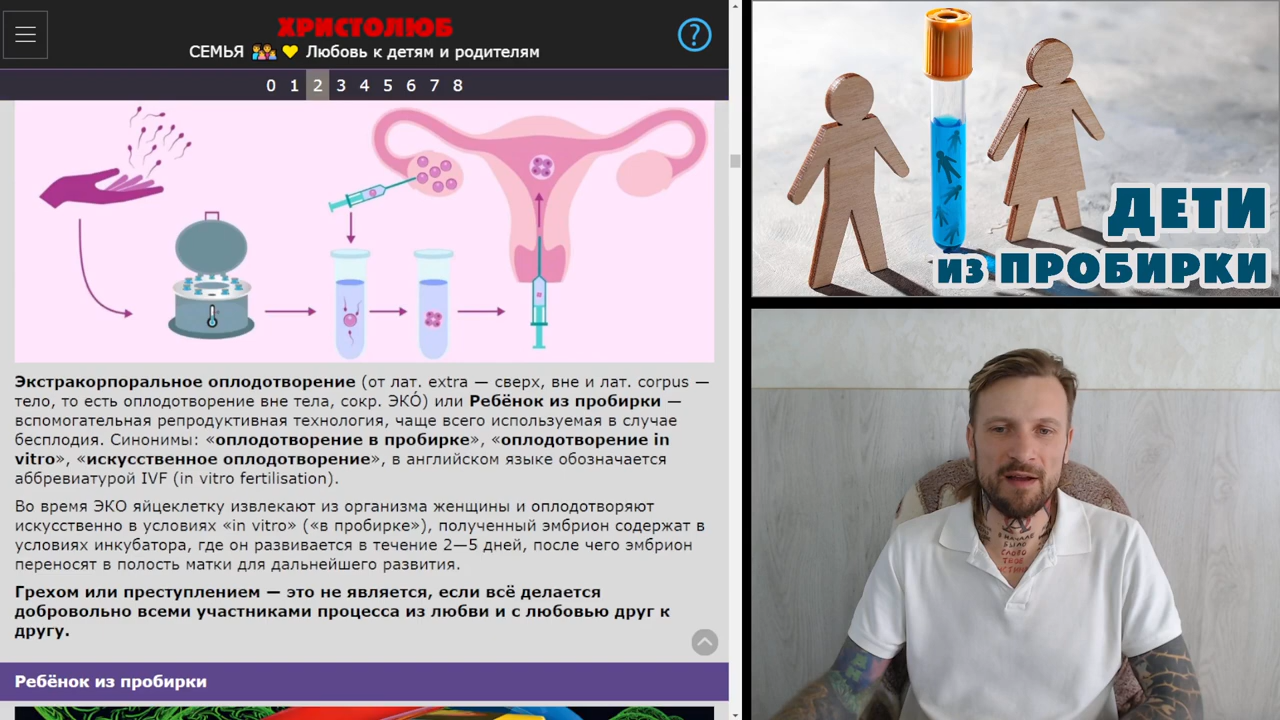 ХРИСТОЛЮБ
СЕМЬЯ 👨‍👩‍👧 💛 Любовь к детям и родителям
?
0 1 2 3 4 5 6 7 8
Экстракорпоральное оплодотворение (от лат. extra — сверх, вне и лат. corpus —
тело, то есть оплодотворение вне тела, сокр. ЭКО́) или Ребёнок из пробирки —
вспомогательная репродуктивная технология, чаще всего используемая в случае
бесплодия. Синонимы: «оплодотворение в пробирке», «оплодотворение in
vitro», «искусственное оплодотворение», в английском языке обозначается
аббревиатурой IVF (in vitro fertilisation).
Во время ЭКО яйцеклетку извлекают из организма женщины и оплодотворяют
искусственно в условиях «in vitro» («в пробирке»), полученный эмбрион содержат в
условиях инкубатора, где он развивается в течение 2—5 дней, после чего эмбрион
переносят в полость матки для дальнейшего развития.
Грехом или преступлением — это не является, если всё делается
добровольно всеми участниками процесса из любви и с любовью друг к
другу.
Ребёнок из пробирки
ДЕТИ
из ПРОБИРКИ
В НАЧАЛЕ
БЫЛО
СЛОВО